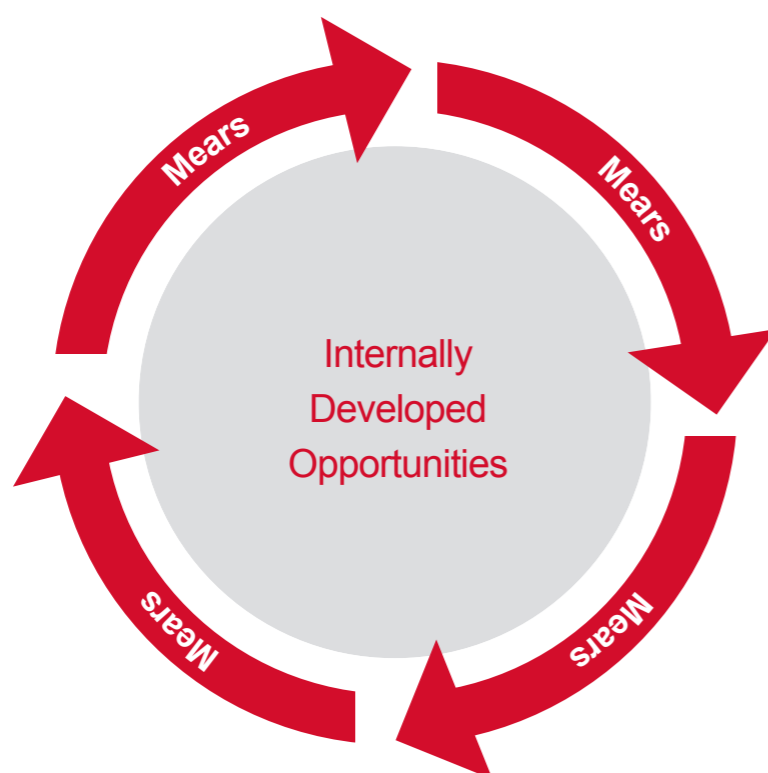 Mears
Mears
Internally
Developed
Opportunities
Mears
Mears